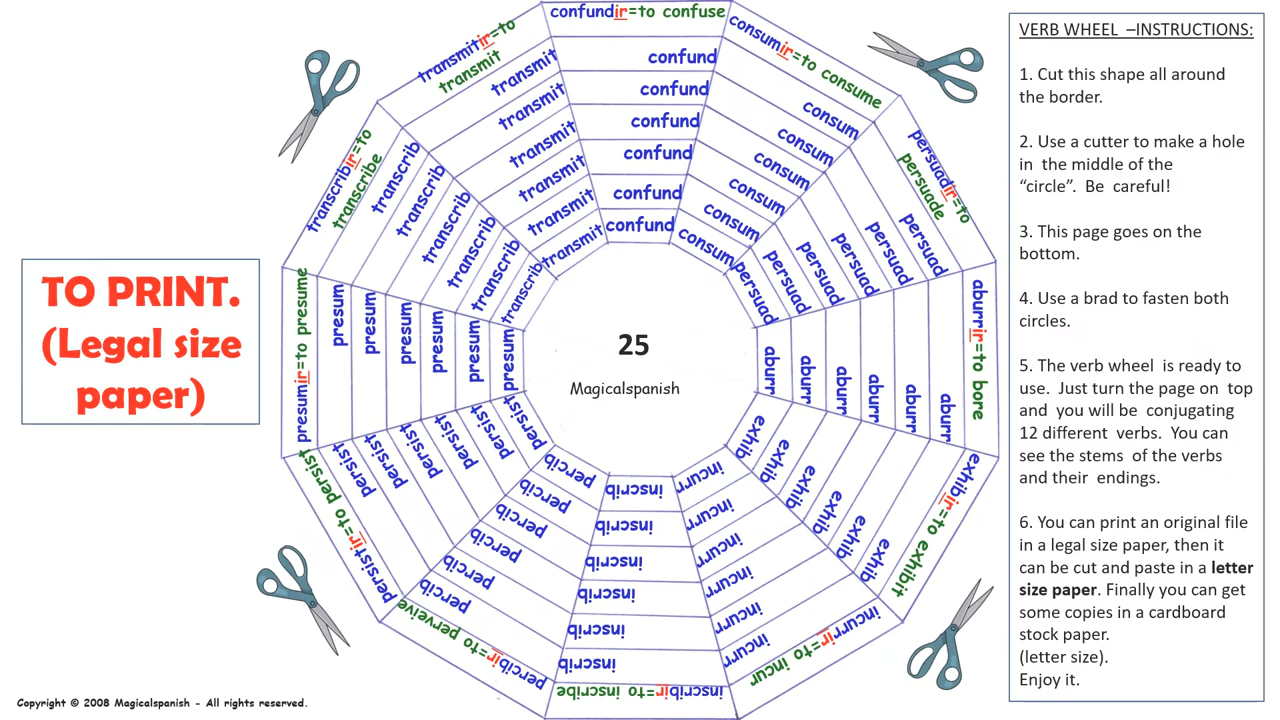 TO PRINT.
(Legal size
paper)
confundir=to confuse
confund
confund
confund
confund
confund
confund
consumir=to consume
consum
consum
consum
consum
consum
consum
persuadir=to
persuade
persuad
persuad
persuad
persuad
persuad
persuad
aburrir=to bore
aburr
aburr
aburr
aburr
aburr
aburr
exhibir=to exhibit
exhib
exhib
exhib
exhib
exhib
exhib
incurrir=to incur
incurr
incurr
incurr
incurr
incurr
incurr
inscribir=to inscribe
inscrib
inscrib
inscrib
inscrib
inscrib
inscrib
percibir=to perveive
percib
percib
percib
percib
percib
percib
persistir=to persist
persist
persist
persist
persist
persist
persist
presumir=to presume
presum
presum
presum
presum
presum
presum
transcribir=to
transcribe
transcrib
transcrib
transcrib
transcrib
transcrib
transcrib
transmitir=to
transmit
transmit
transmit
transmit
transmit
transmit
transmit
25
Magicalspanish
VERB WHEEL –INSTRUCTIONS:
1. Cut this shape all around
the border.
2. Use a cutter to make a hole
in the middle of the
“circle”. Be careful!
3. This page goes on the
bottom.
4. Use a brad to fasten both
circles.
5. The verb wheel is ready to
use. Just turn the page on top
and you will be conjugating
12 different verbs. You can
see the stems of the verbs
and their endings.
6. You can print an original file
in a legal size paper, then it
can be cut and paste in a letter
size paper. Finally you can get
some copies in a cardboard
stock paper.
(letter size).
Enjoy it.
Copyright © 2008 Magicalspanish - All rights reserved.